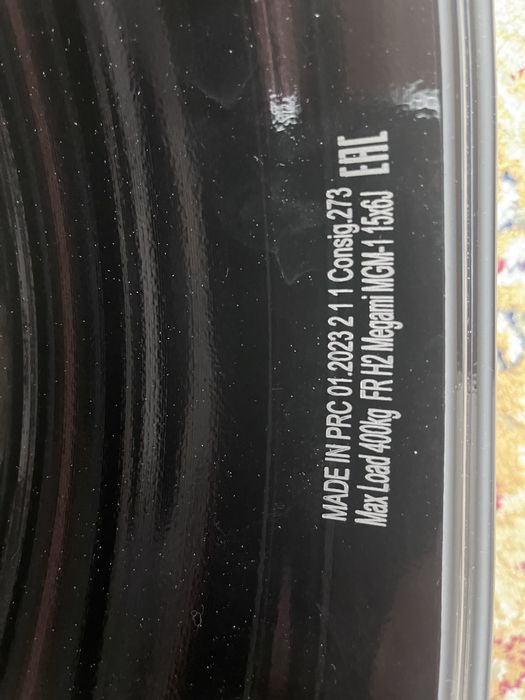 MADE IN PRC 01.2023 2 1 1 Consig.273
Max Load 400kg FR H2 Megami MGM-1 15x6J
EAC